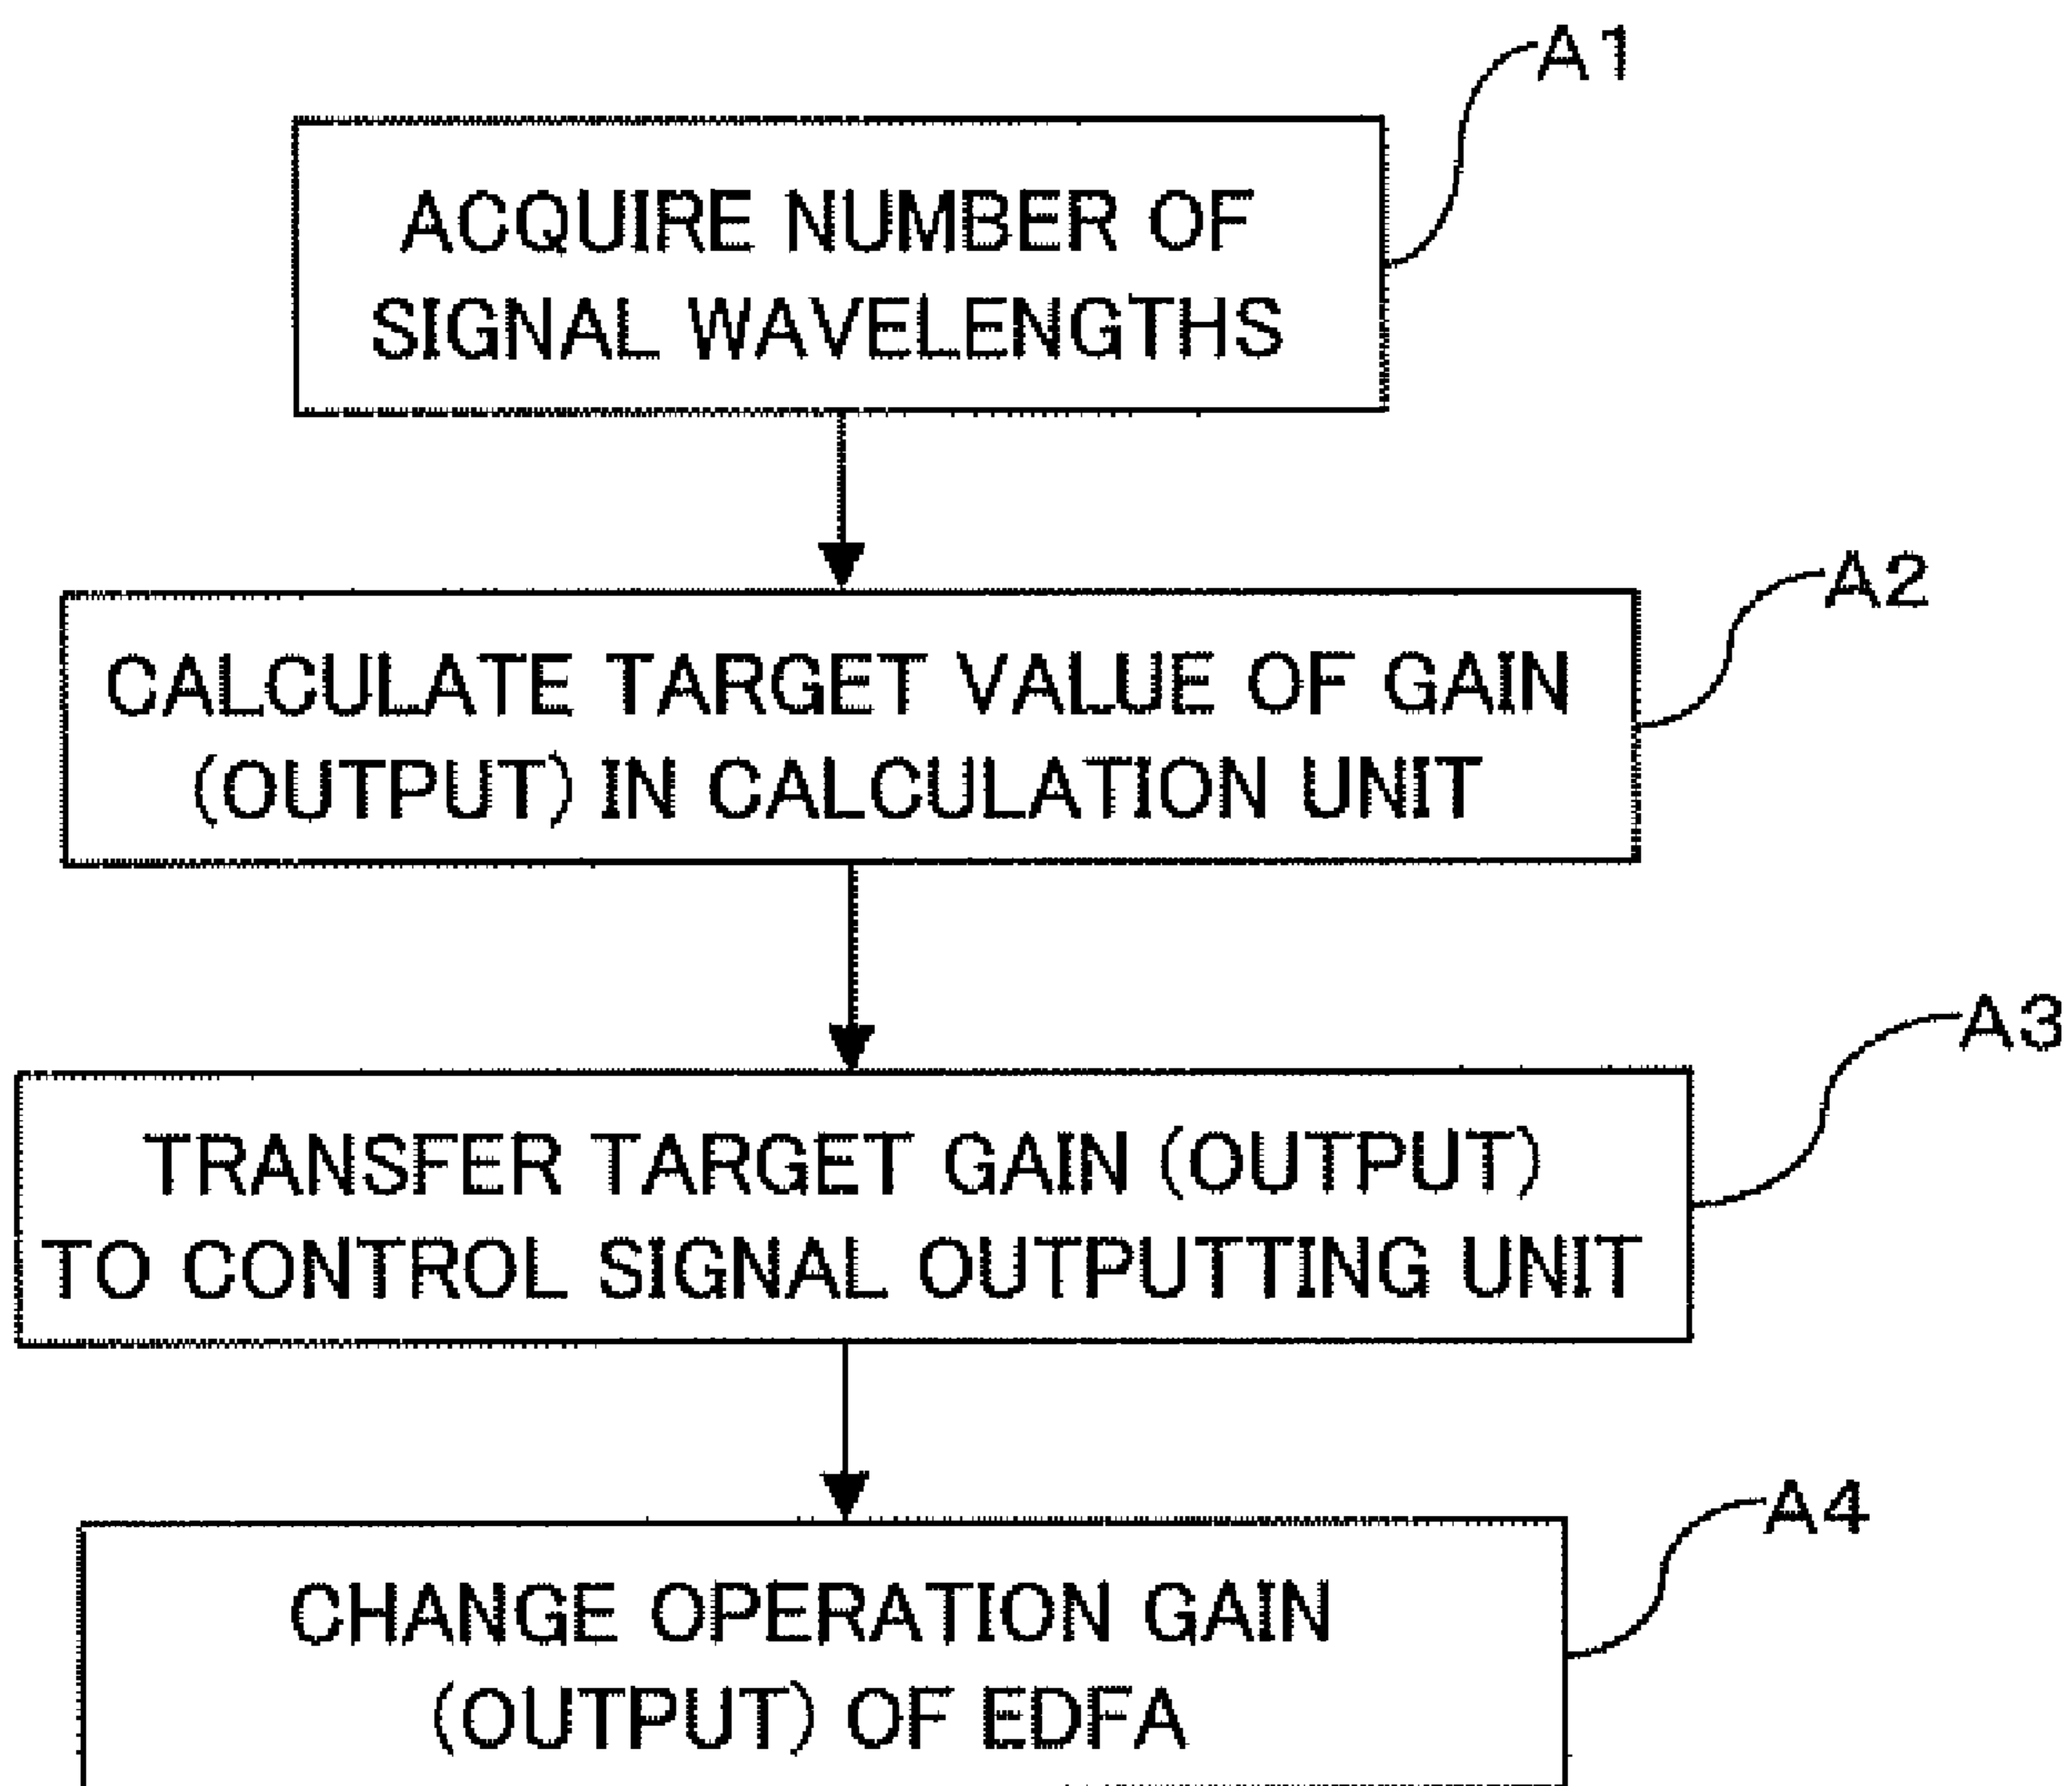 A1
ACQUIRE NUMBER OF
SIGNAL WAVELENGTHS
A2
CALCULATE TARGET VALUE OF GAIN
(OUTPUT) IN CALCULATION UNIT
A3
TRANSFER TARGET GAIN (OUTPUT)
TO CONTROL SIGNAL OUTPUTTING UNIT
A4
CHANGE OPERATION GAIN
(OUTPUT) OF EDFA